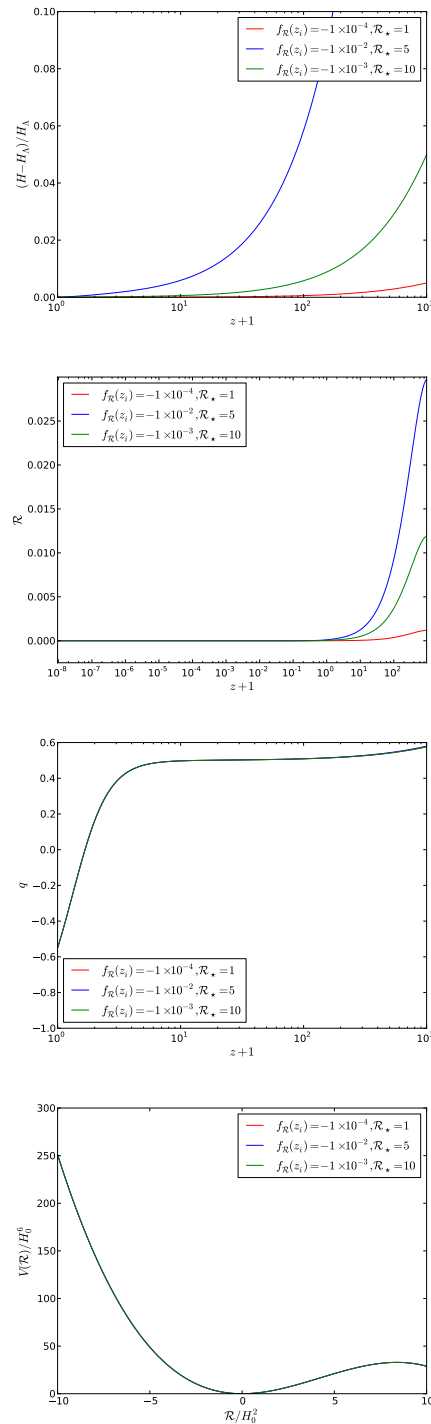 0.10
0.08
0.06
0.04
0.02
0.00
(H−H_Λ)/H_Λ
f_ℛ(z_i)=−1×10^{-4},ℛ_⋆=1
f_ℛ(z_i)=−1×10^{-2},ℛ_⋆=5
f_ℛ(z_i)=−1×10^{-3},ℛ_⋆=10
10^0 10^1 10^2 10^3
z+1
f_ℛ(z_i)=−1×10^{-4},ℛ_⋆=1
f_ℛ(z_i)=−1×10^{-2},ℛ_⋆=5
f_ℛ(z_i)=−1×10^{-3},ℛ_⋆=10
0.025
0.020
0.015
0.010
0.005
0.000
ℛ
10^{-8} 10^{-7} 10^{-6} 10^{-5} 10^{-4} 10^{-3} 10^{-2} 10^{-1} 10^0 10^1 10^2
z+1
0.6
0.4
0.2
0.0
−0.2
−0.4
−0.6
−0.8
−1.0
q
f_ℛ(z_i)=−1×10^{-4},ℛ_⋆=1
f_ℛ(z_i)=−1×10^{-2},ℛ_⋆=5
f_ℛ(z_i)=−1×10^{-3},ℛ_⋆=10
10^0 10^1 10^2 10^3
z+1
300
250
200
150
100
50
0
V(ℛ)/H_0^6
f_ℛ(z_i)=−1×10^{-4},ℛ_⋆=1
f_ℛ(z_i)=−1×10^{-2},ℛ_⋆=5
f_ℛ(z_i)=−1×10^{-3},ℛ_⋆=10
−10 −5 0 5 10
ℛ/H_0^2